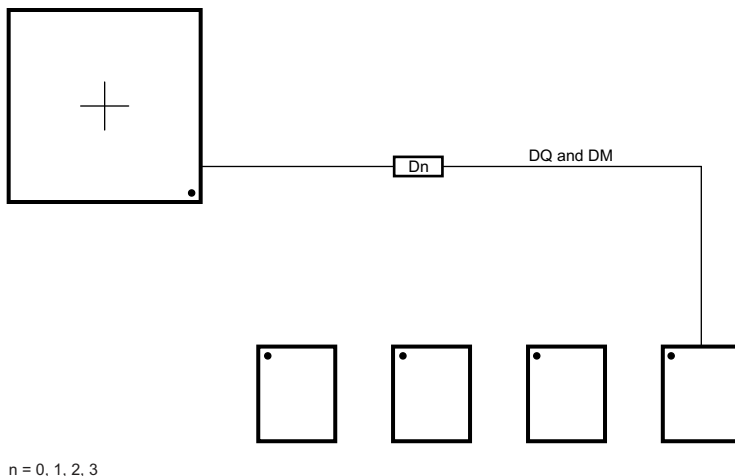 DQ and DM
Dn
n = 0, 1, 2, 3